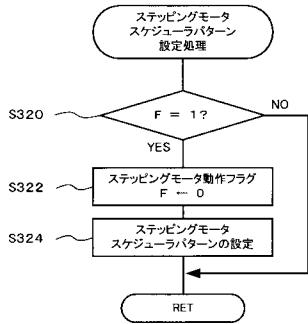 ステッピングモータ
スケジューラパターン
設定処理
S320
F = 1?
NO
YES
S322
ステッピングモータ動作フラグ
F ← 0
S324
ステッピングモータ
スケジューラパターンの設定
RET